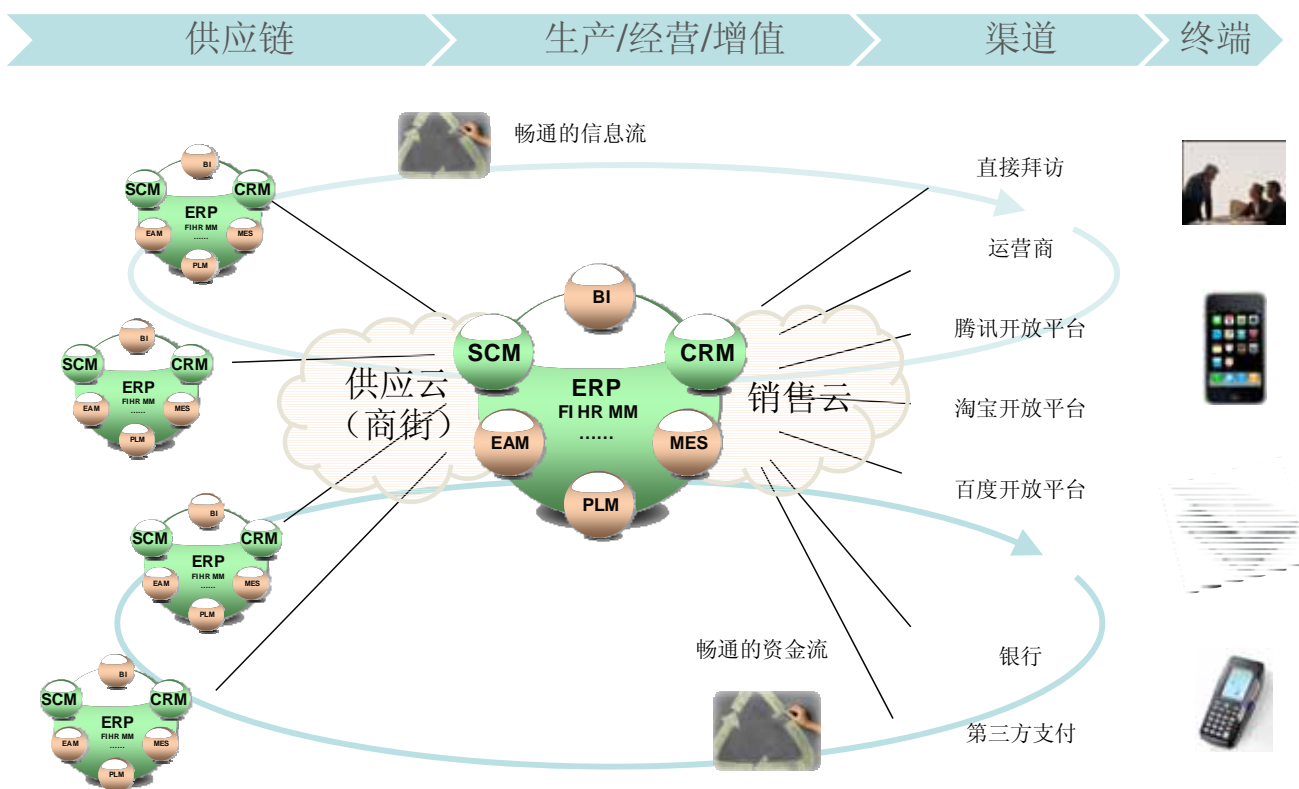 供应链
生产/经营/增值
渠道
终端
畅通的信息流
BI
SCM
CRM
ERP
FIHR MM
......
EAM
MES
PLM
BI
SCM
CRM
ERP
FIHR MM
......
EAM
MES
PLM
BI
SCM
CRM
ERP
FIHR MM
......
EAM
MES
PLM
BI
SCM
CRM
ERP
FIHR MM
......
EAM
MES
PLM
供应云
（商街）
BI
SCM
CRM
ERP
FI HR MM
......
EAM
MES
PLM
销售云
直接拜访
运营商
腾讯开放平台
淘宝开放平台
百度开放平台
银行
第三方支付
畅通的资金流